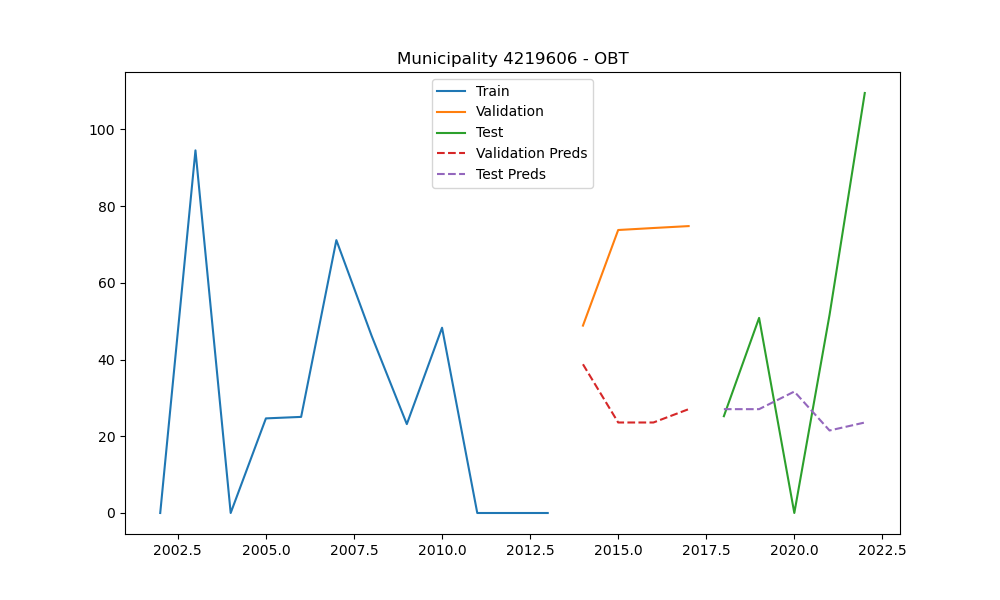 Municipality 4219606 - OBT
Train
Validation
Test
Validation Preds
Test Preds
100
80
60
40
20
0
2002.5 2005.0 2007.5 2010.0 2012.5 2015.0 2017.5 2020.0 2022.5